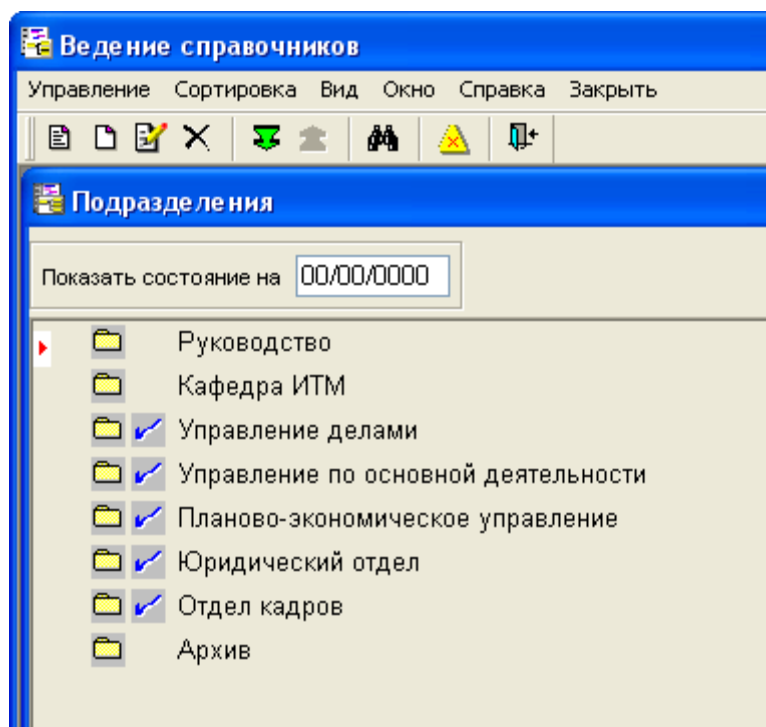 Ведение справочников
Управление Сортировка Вид Окно Справка Закрыть
Подразделения
Показать состояние на 00/00/0000
Руководство
Кафедра ИТМ
Управление делами
Управление по основной деятельности
Планово-экономическое управление
Юридический отдел
Отдел кадров
Архив